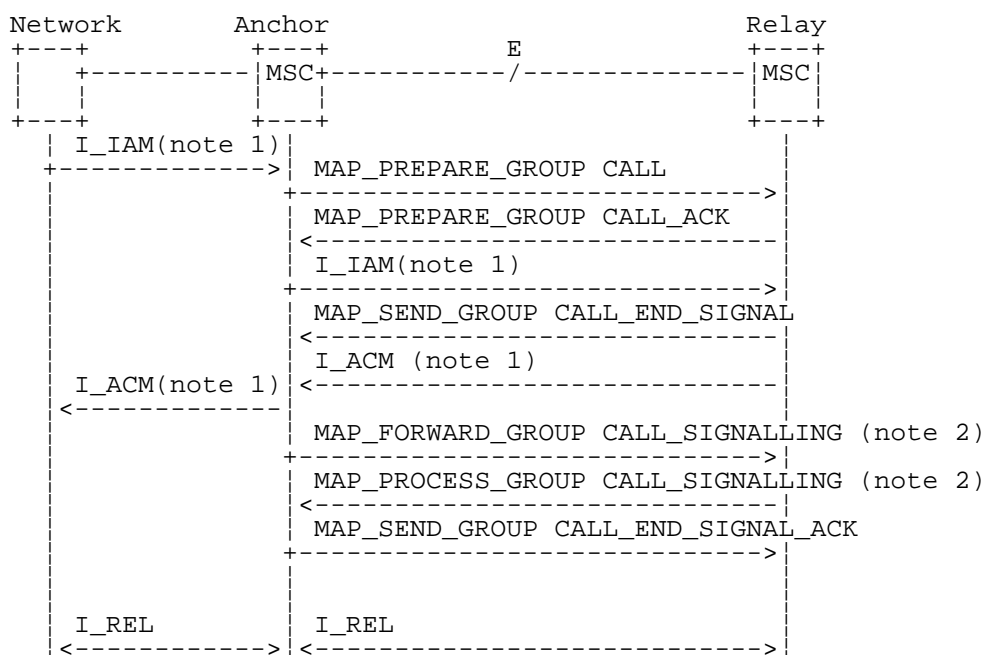 Network Anchor Relay
E
MSC MSC
I_IAM(note 1)
MAP_PREPARE_GROUP CALL
MAP_PREPARE_GROUP CALL_ACK
I_IAM(note 1)
MAP_SEND_GROUP CALL_END_SIGNAL
I_ACM (note 1)
I_ACM(note 1)
MAP_FORWARD_GROUP CALL_SIGNALLING (note 2)
MAP_PROCESS_GROUP CALL_SIGNALLING (note 2)
MAP_SEND_GROUP CALL_END_SIGNAL_ACK
I_REL I_REL